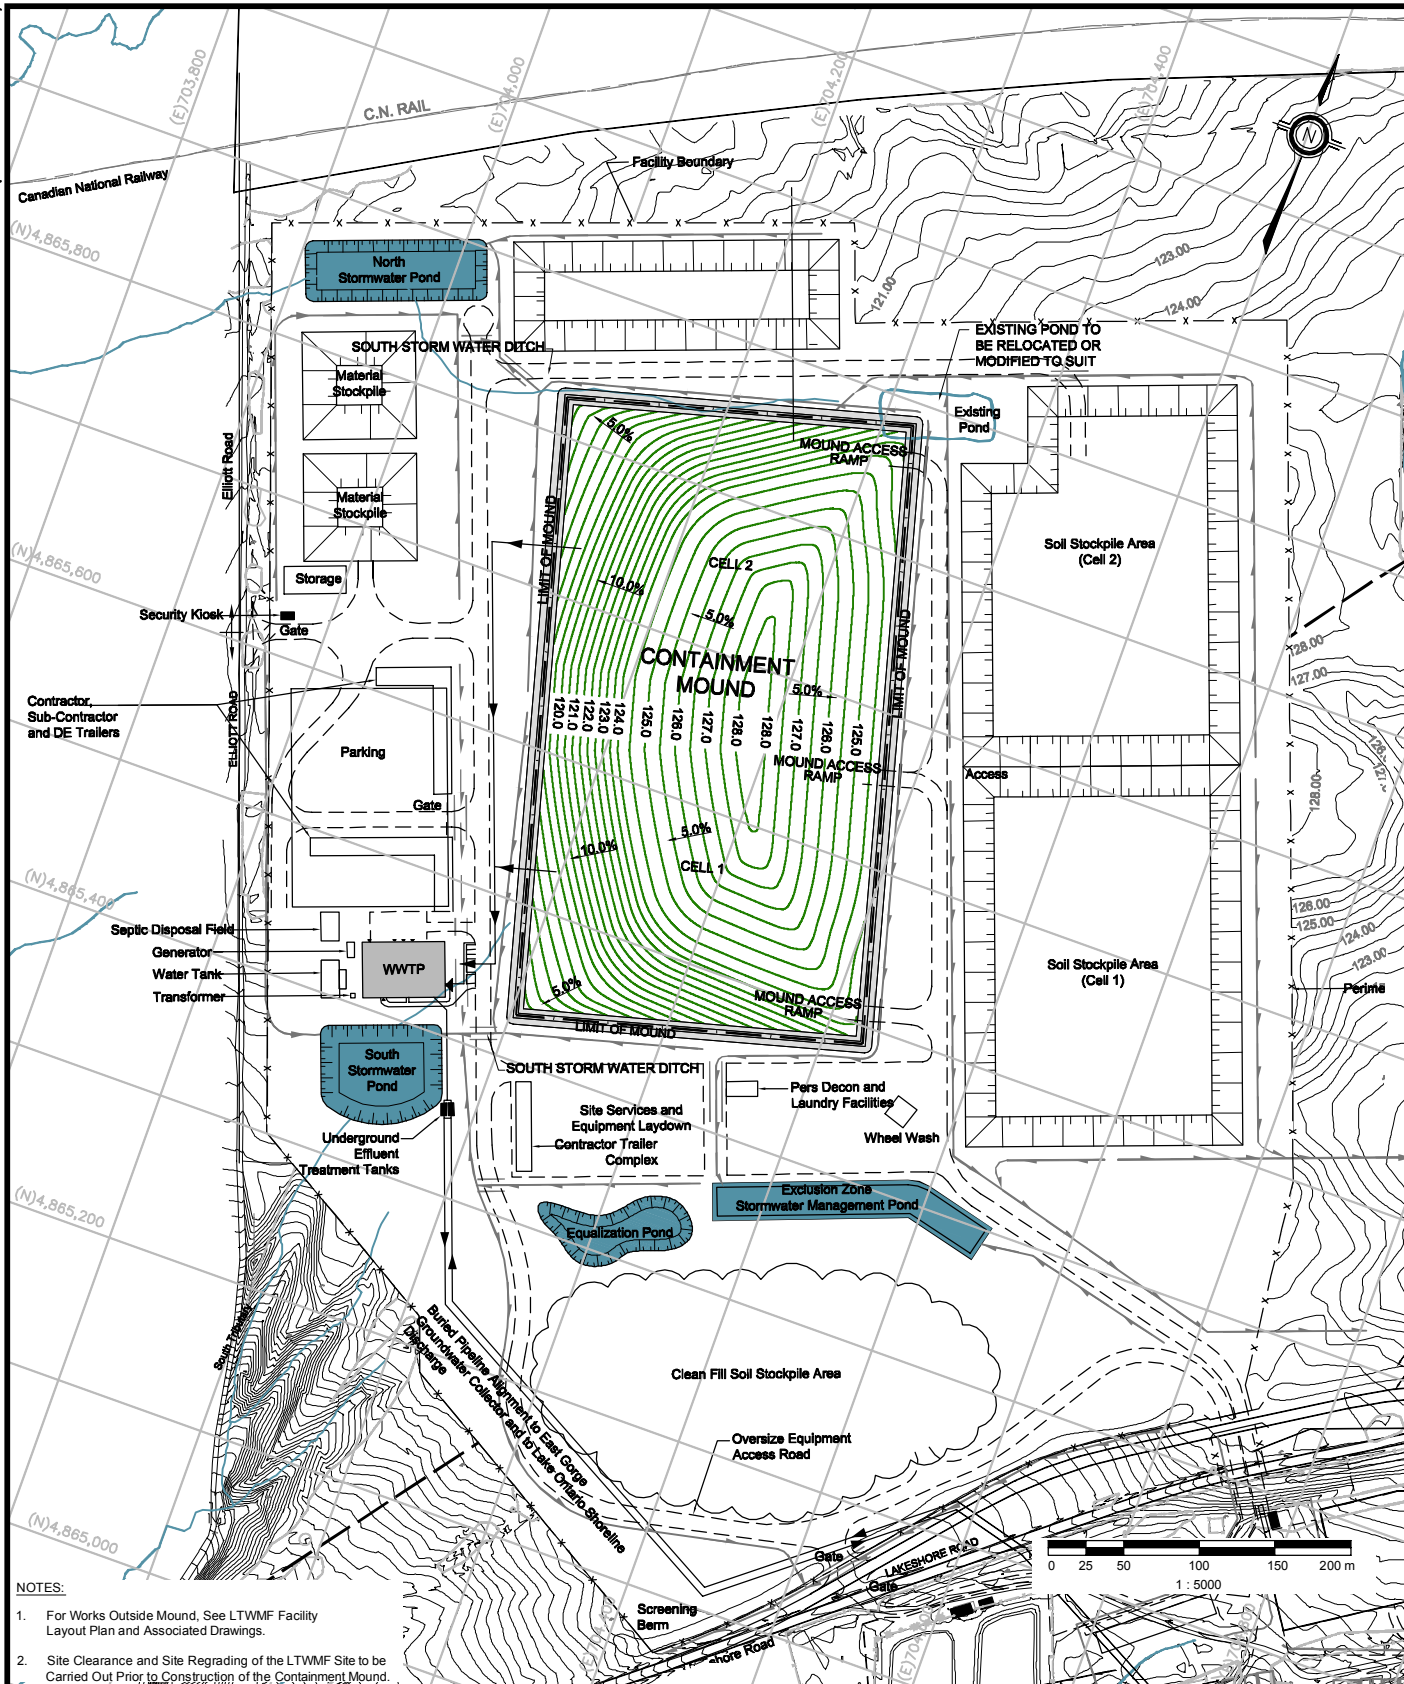 (E)703,800
(E)704,000
(E)704,200
(E)704,400
C.N. RAIL
Canadian National Railway
Facility Boundary
N
(N)4,865,800
North
Stormwater Pond
123.00
121.00
124.00
SOUTH STORM WATER DITCH
EXISTING POND TO
BE RELOCATED OR
MODIFIED TO SUIT
Material
Stockpile
Existing
Pond
5.0%
MOUND ACCESS
RAMP
Elliott Road
Material
Stockpile
LIMIT OF MOUND
Soil Stockpile Area
(Cell 2)
(N)4,865,600
CELL 2
Storage
10.0%
Security Kiosk
Gate
5.0%
LIMIT OF MOUND
128.00
127.00
CONTAINMENT
MOUND
5.0%
Contractor,
Sub-Contractor
and DE Trailers
ELLIOTT ROAD
120.0
121.0
122.0
123.0
124.0
125.0
126.0
127.0
128.0
128.0
127.0
126.0
125.0
Parking
MOUND ACCESS
RAMP
Access
128.00
Gate
5.0%
10.0%
CELL 1
(N)4,865,400
126.00
125.00
124.00
123.00
Septic Disposal Field
Generator
WWTP
Water Tank
Transformer
Soil Stockpile Area
(Cell 1)
5.0%
MOUND ACCESS
RAMP
Perime
LIMIT OF MOUND
South
Stormwater
Pond
SOUTH STORM WATER DITCH
Pers Decon and
Laundry Facilities
Site Services and
Equipment Laydown
Wheel Wash
Underground
Effluent
Treatment Tanks
Contractor Trailer
Complex
(N)4,865,200
Exclusion Zone
Stormwater Management Pond
Equalization Pond
South Tributary
Buried Pipeline Alignment to East Gorge
Groundwater Collector and to Lake Ontario Shoreline
Discharge
Clean Fill Soil Stockpile Area
Oversize Equipment
Access Road
(N)4,865,000
Gate
LAKESHORE ROAD
Gate
0 25 50 100 150 200 m
1 : 5000
Screening
Berm
shore Road
NOTES:
1. For Works Outside Mound, See LTWMF Facility
Layout Plan and Associated Drawings.
2. Site Clearance and Site Regrading of the LTWMF Site to be
Carried Out Prior to Construction of the Containment Mound.